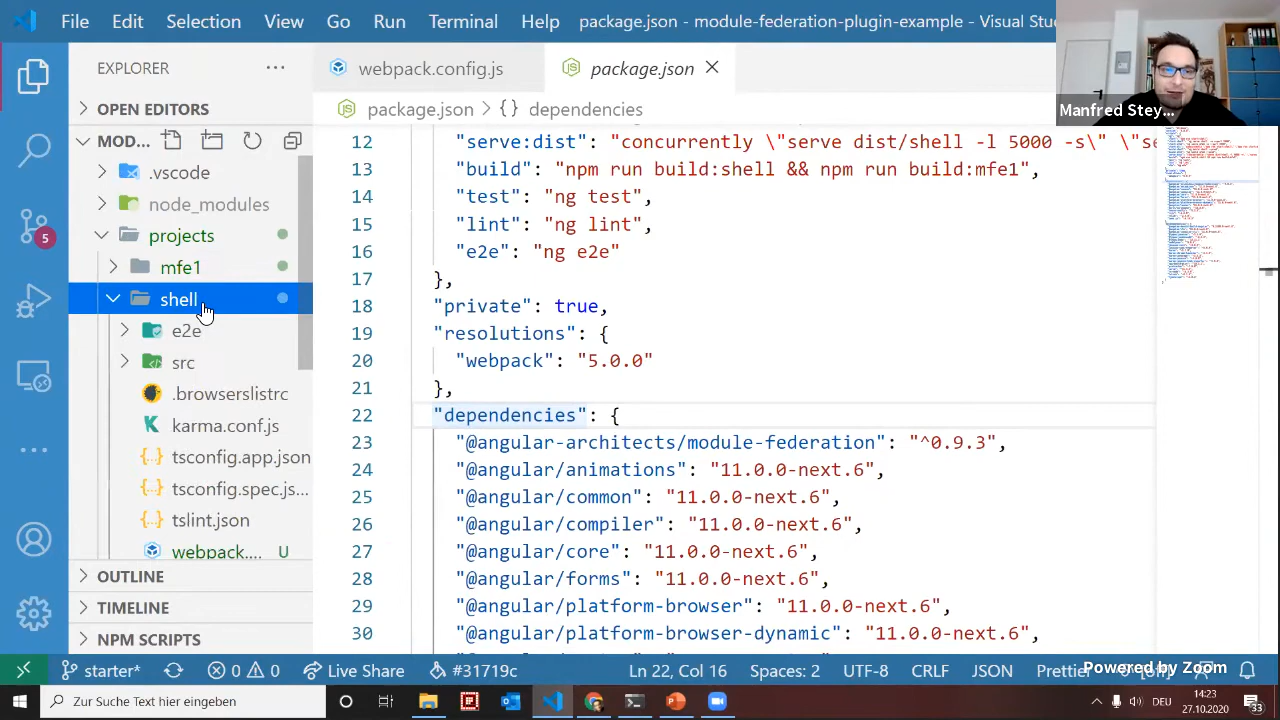 View Go Run Terminal Help package.json - module-federation-plugin-example - Visual Stu
EXPLORER
webpack.config.js
package.json
Manfred Stey...
OPEN EDITORS
package.json > {} dependencies
MOD...
.vscode
node_modules
projects
mfe1
shell
e2e
src
.browserslistrc
karma.conf.js
tsconfig.app.json
tsconfig.spec.js...
tslint.json
webpack.... U
OUTLINE
TIMELINE
NPM SCRIPTS
12 "serve:dist": "concurrently \"serve dist/shell -l 5000 -s\" \"se
13 "build": "npm run build:shell && npm run build:mfe1",
14 "test": "ng test",
15 "lint": "ng lint",
16 "e2e": "ng e2e"
17 },
18 "private": true,
19 "resolutions": {
20 "webpack": "5.0.0"
21 },
22 "dependencies": {
23 "@angular-architects/module-federation": "^0.9.3",
24 "@angular/animations": "11.0.0-next.6",
25 "@angular/common": "11.0.0-next.6",
26 "@angular/compiler": "11.0.0-next.6",
27 "@angular/core": "11.0.0-next.6",
28 "@angular/forms": "11.0.0-next.6",
29 "@angular/platform-browser": "11.0.0-next.6",
30 "@angular/platform-browser-dynamic": "11.0.0-next.6",
5
starter* 0 0 Live Share #31719c Ln 22, Col 16 Spaces: 2 UTF-8 CRLF JSON Prettier
Powered by Zoom
Zur Suche Text hier eingeben
DEU
14:23
27.10.2020
33